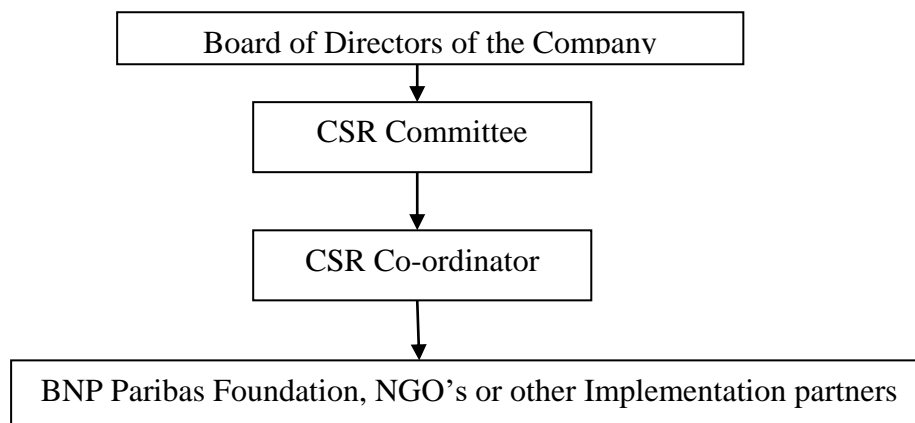 Board of Directors of the Company
CSR Committee
CSR Co-ordinator
BNP Paribas Foundation, NGO’s or other Implementation partners